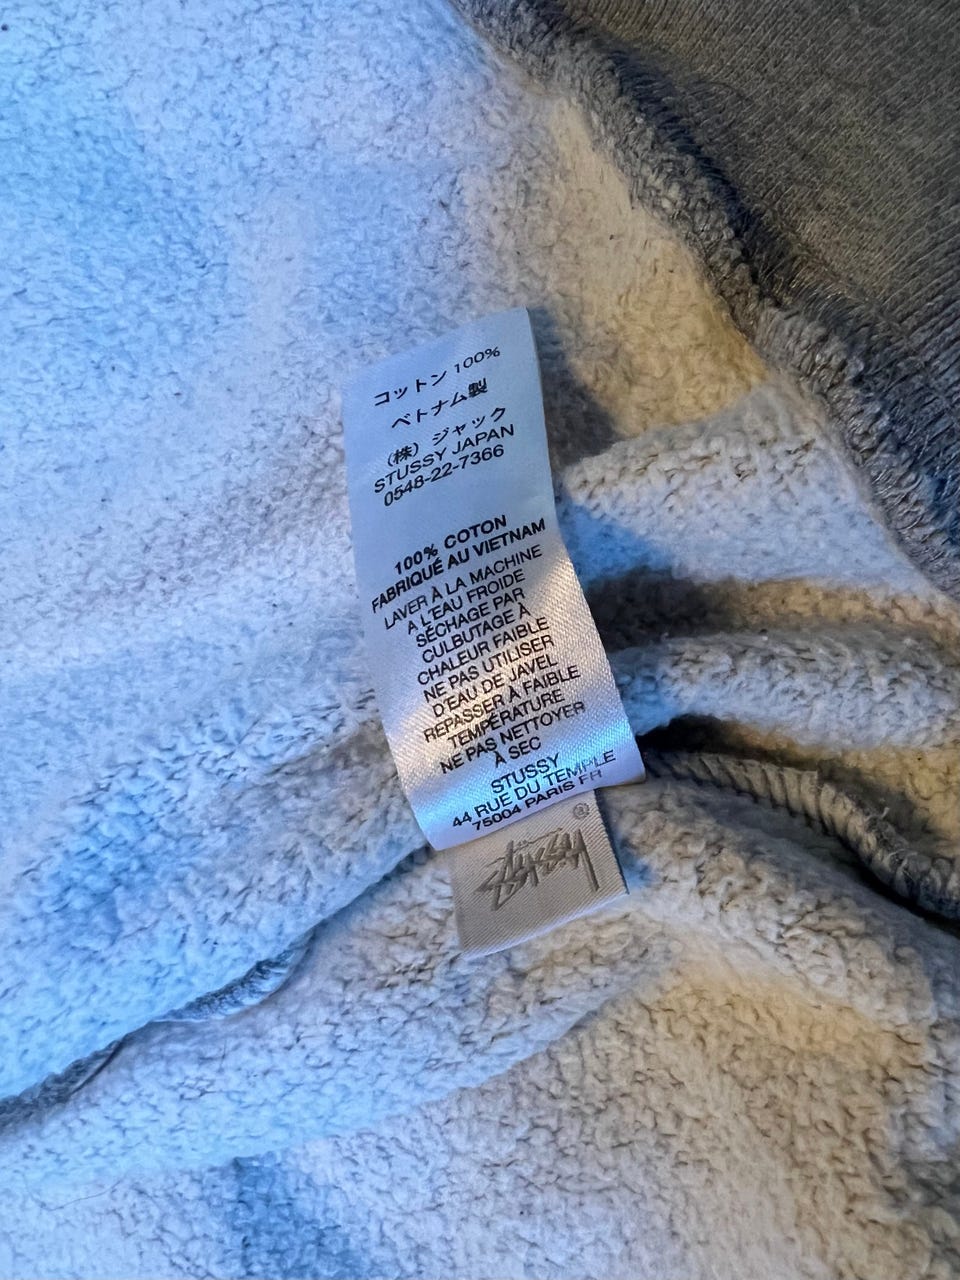 コットン 100%
ベトナム製
(株) ジャック
STUSSY JAPAN
0548-22-7366
100% COTON
FABRIQUÉ AU VIETNAM
LAVER À LA MACHINE
A L'EAU FROIDE
SÉCHAGE PAR
CULBUTAGE À
CHALEUR FAIBLE
NE PAS UTILISER
D'EAU DE JAVEL
REPASSER À FAIBLE
TEMPÉRATURE
NE PAS NETTOYER
À SEC
STUSSY
44 RUE DU TEMPLE
75004 PARIS FR
Stüssy ®